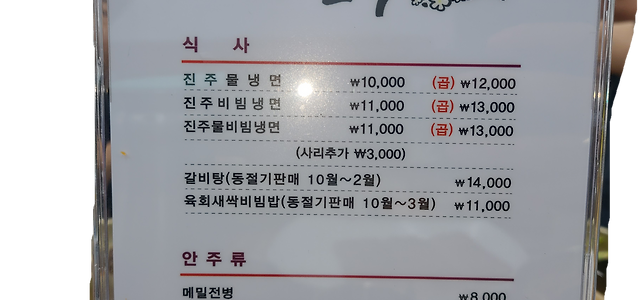 식 사
진주물냉면 ₩10,000 (곱) ₩12,000
진주비빔냉면 ₩11,000 (곱) ₩13,000
진주물비빔냉면 ₩11,000 (곱) ₩13,000
(사리추가 ₩3,000)
갈비탕(동절기판매 10월~2월) ₩14,000
육회새싹비빔밥(동절기판매 10월~3월) ₩11,000
안 주 류
메밀전병 ₩8,000